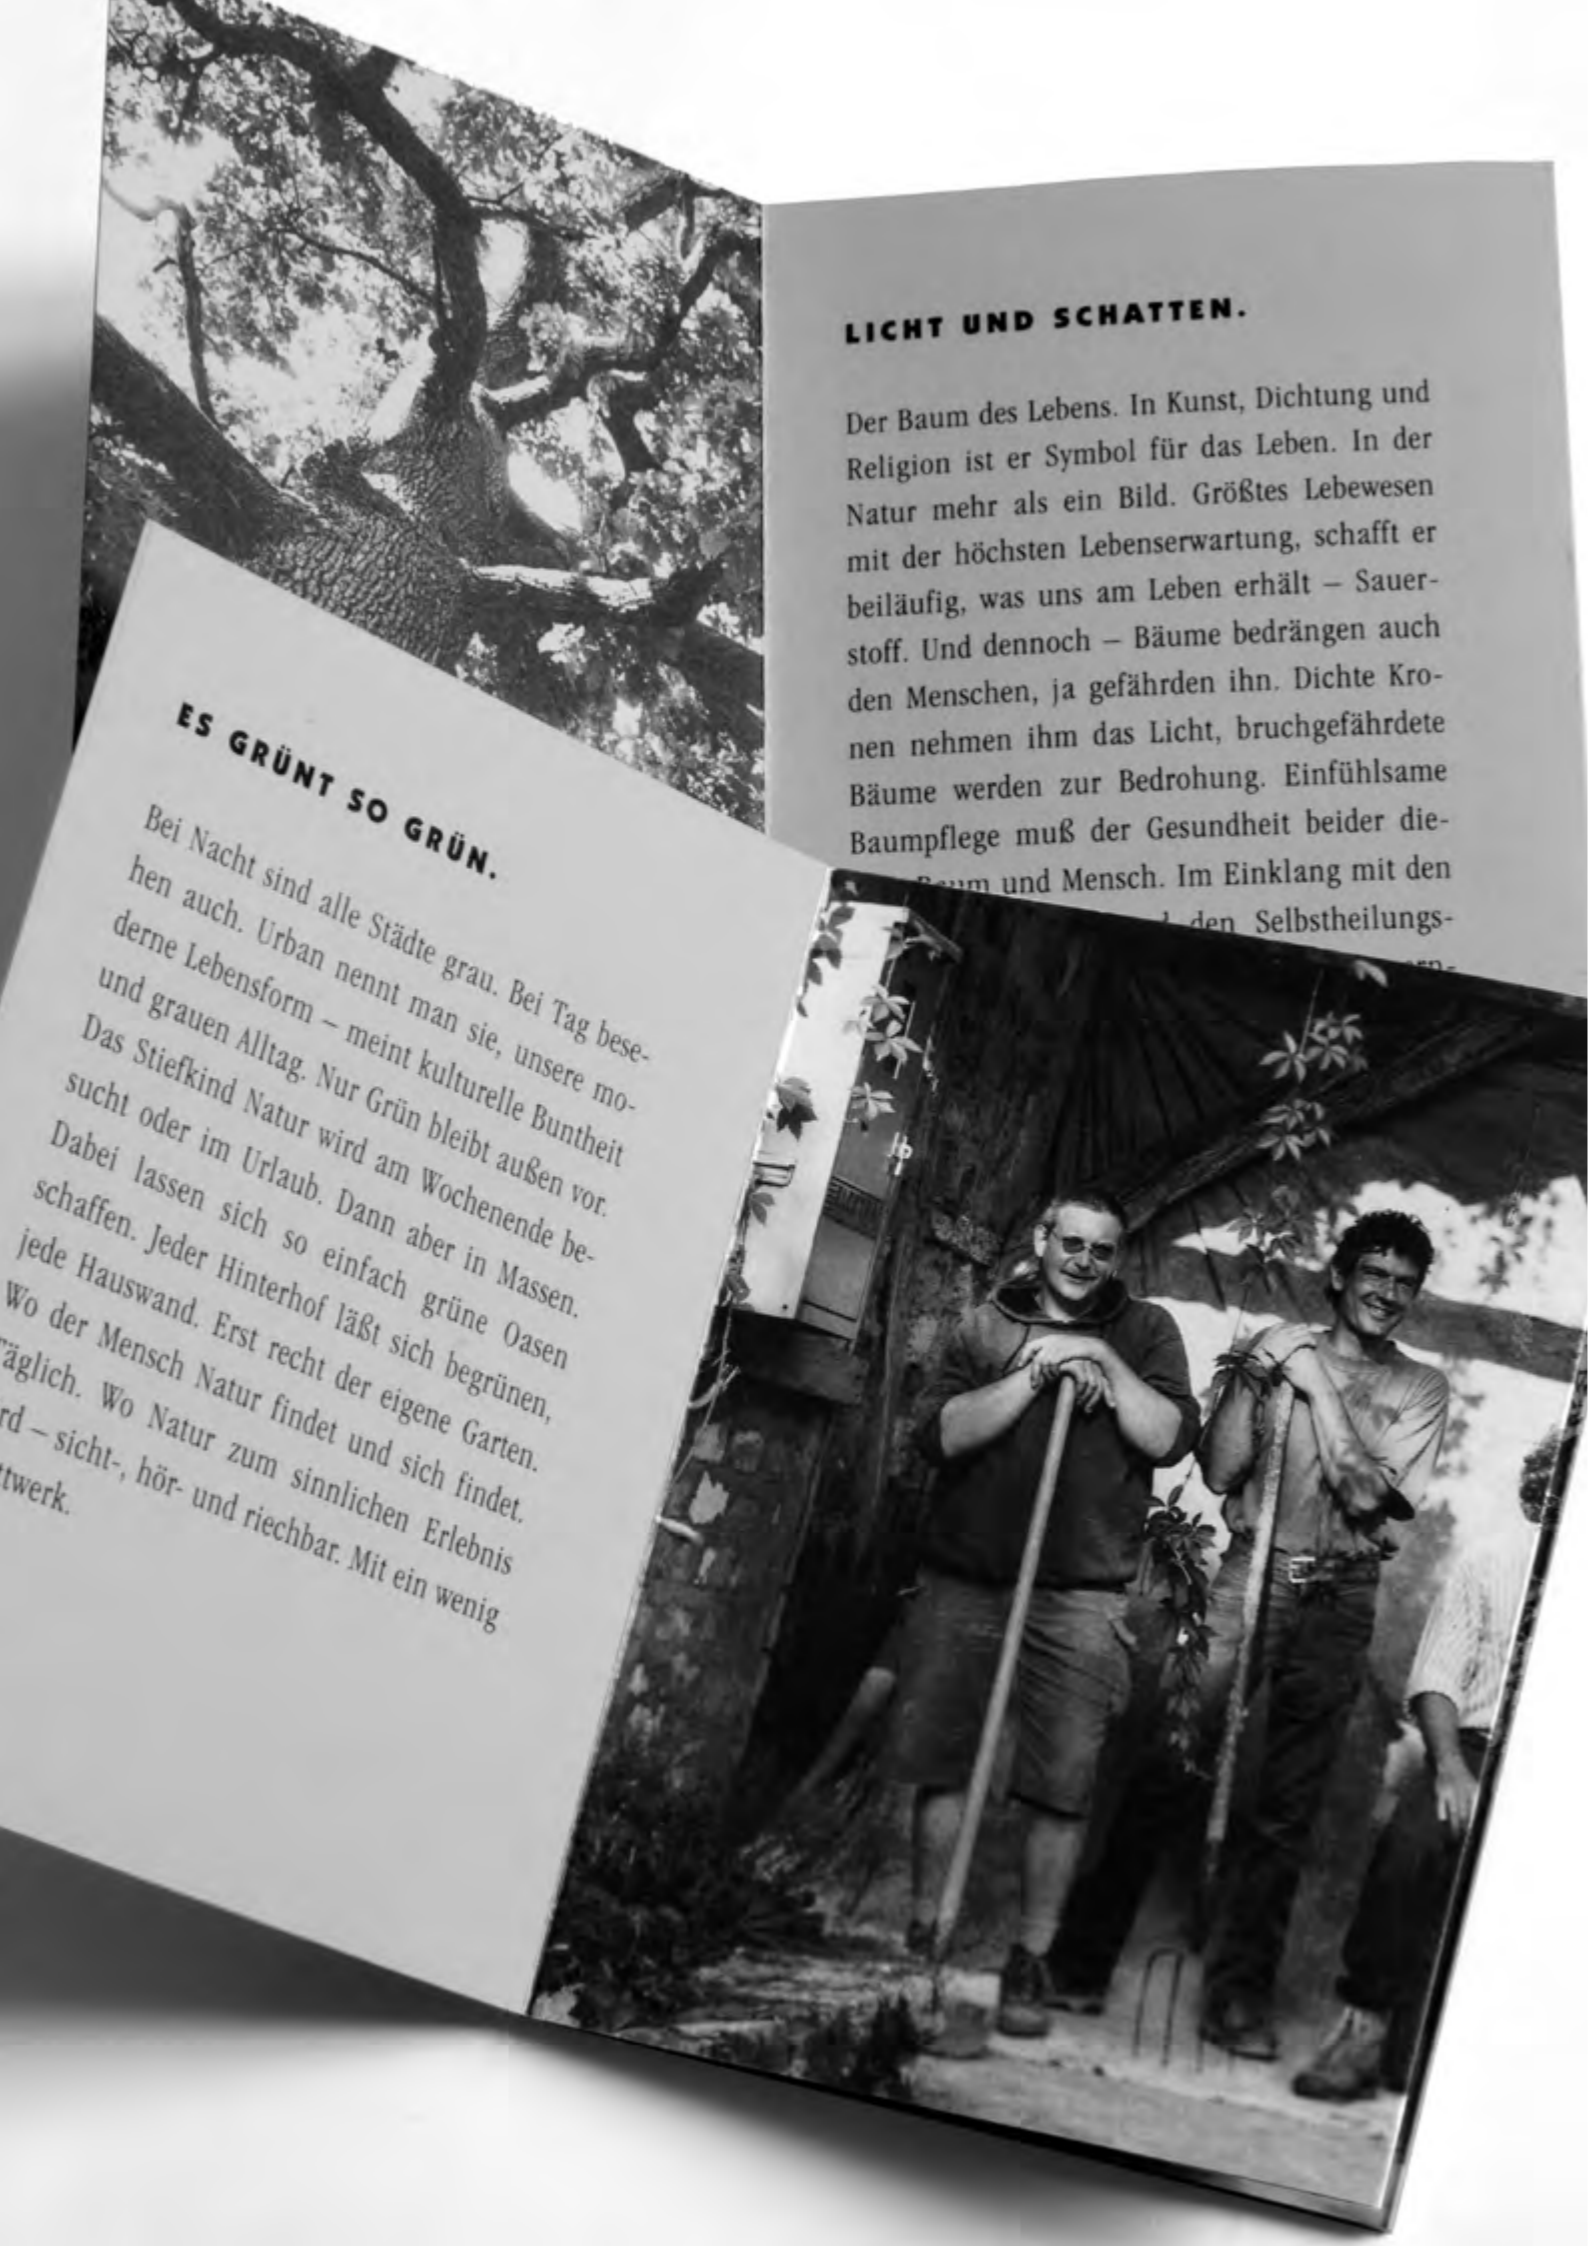 LICHT UND SCHATTEN.
Der Baum des Lebens. In Kunst, Dichtung und
Religion ist er Symbol für das Leben. In der
Natur mehr als ein Bild. Größtes Lebewesen
mit der höchsten Lebenserwartung, schafft er
beiläufig, was uns am Leben erhält – Sauer-
stoff. Und dennoch – Bäume bedrängen auch
den Menschen, ja gefährden ihn. Dichte Kro-
nen nehmen ihm das Licht, bruchgefährdete
Bäume werden zur Bedrohung. Einfühlsame
Baumpflege muß der Gesundheit beider die-
Baum und Mensch. Im Einklang mit den
den Selbstheilungs-
ES GRÜNT SO GRÜN.
Bei Nacht sind alle Städte grau. Bei Tag bese-
hen auch. Urban nennt man sie, unsere mo-
derne Lebensform – meint kulturelle Buntheit
und grauen Alltag. Nur Grün bleibt außen vor.
Das Stiefkind Natur wird am Wochenende be-
sucht oder im Urlaub. Dann aber in Massen.
Dabei lassen sich so einfach grüne Oasen
schaffen. Jeder Hinterhof läßt sich begrünen,
jede Hauswand. Erst recht der eigene Garten.
Wo der Mensch Natur findet und sich findet.
äglich. Wo Natur zum sinnlichen Erlebnis
rd – sicht-, hör- und riechbar. Mit ein wenig
ttwerk.